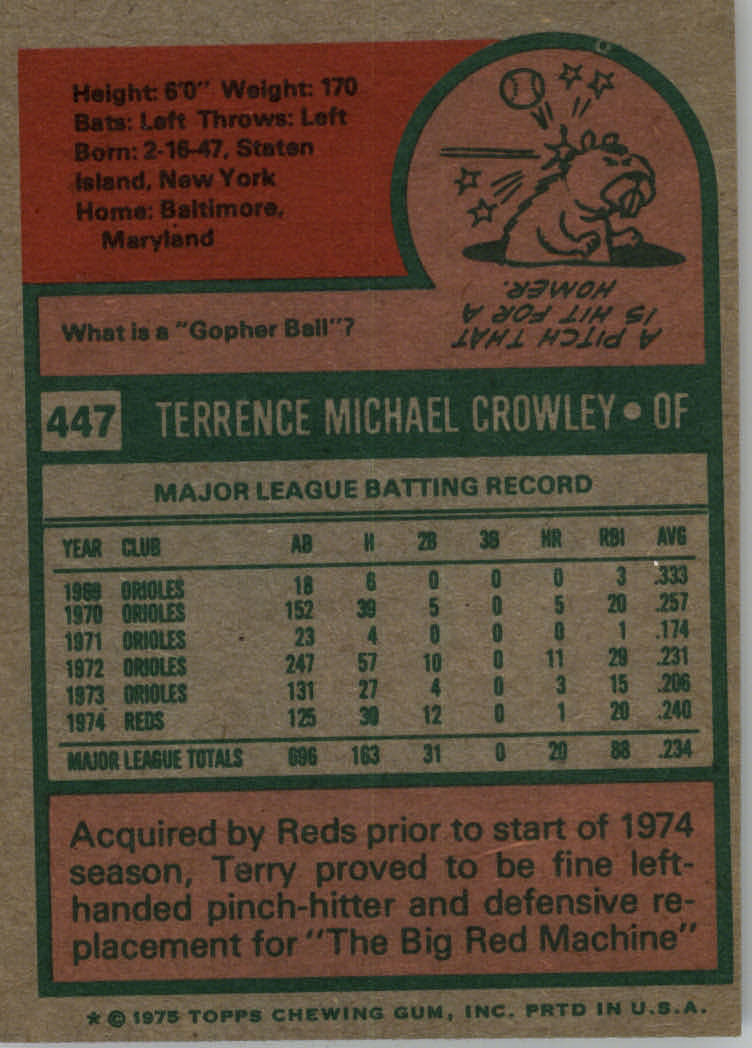 Height: 6'0" Weight: 170
Bats: Left Throws: Left
Born: 2-16-47, Staten
Island, New York
Home: Baltimore,
Maryland
A PITCH THAT
IS HIT FOR A
HOMER.
What is a "Gopher Ball"?
447 TERRENCE MICHAEL CROWLEY • OF
MAJOR LEAGUE BATTING RECORD
YEAR CLUB AB H 2B 3B HR RBI AVG
1969 ORIOLES 18 6 0 0 0 3 .333
1970 ORIOLES 152 39 5 0 5 20 .257
1971 ORIOLES 23 4 0 0 0 1 .174
1972 ORIOLES 247 57 10 0 11 29 .231
1973 ORIOLES 131 27 4 0 3 15 .206
1974 REDS 125 30 12 0 1 20 .240
MAJOR LEAGUE TOTALS 696 163 31 0 20 88 .234
Acquired by Reds prior to start of 1974
season, Terry proved to be fine left-
handed pinch-hitter and defensive re-
placement for "The Big Red Machine"
* © 1975 TOPPS CHEWING GUM, INC. PRTD IN U.S.A.